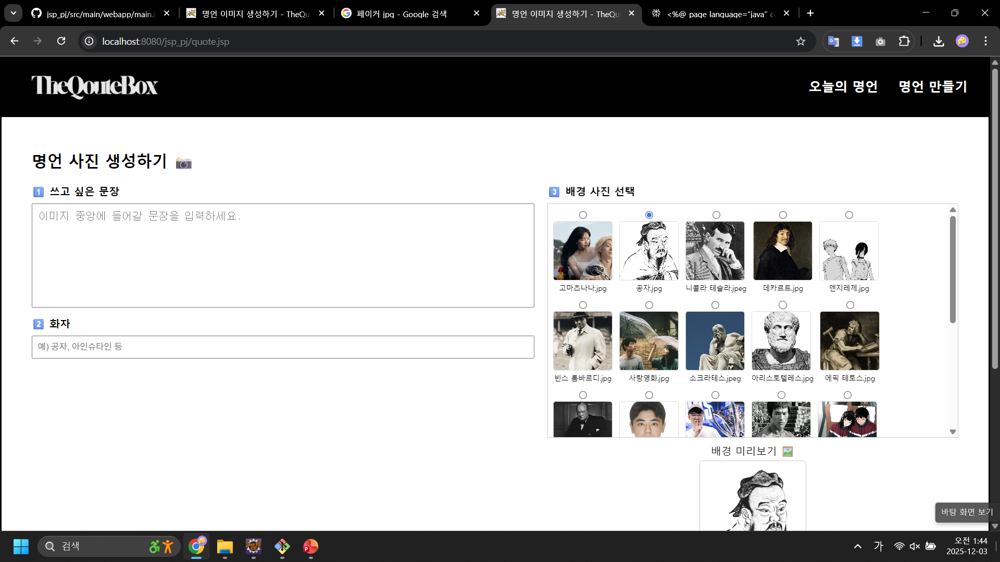 jsp_pj/src/main/webapp/main.j
명언 이미지 생성하기 - TheQu
페이커 jpg - Google 검색
명언 이미지 생성하기 - TheQu
<%@ page language="java" co
localhost:8080/jsp_pj/quote.jsp
TheQouteBox
오늘의 명언
명언 만들기
명언 사진 생성하기
1 쓰고 싶은 문장
이미지 중앙에 들어갈 문장을 입력하세요.
2 화자
예) 공자, 아인슈타인 등
3 배경 사진 선택
고마츠나나.jpg
공자.jpg
니콜라 테슬라.jpeg
데카르트.jpg
덴지레제.jpg
빈스 롬바르디.jpg
사랑영화.jpg
소크라테스.jpeg
아리스토텔레스.jpg
에픽 테토스.jpg
배경 미리보기
바탕 화면 보기
검색
가
오전 1:44
2025-12-03